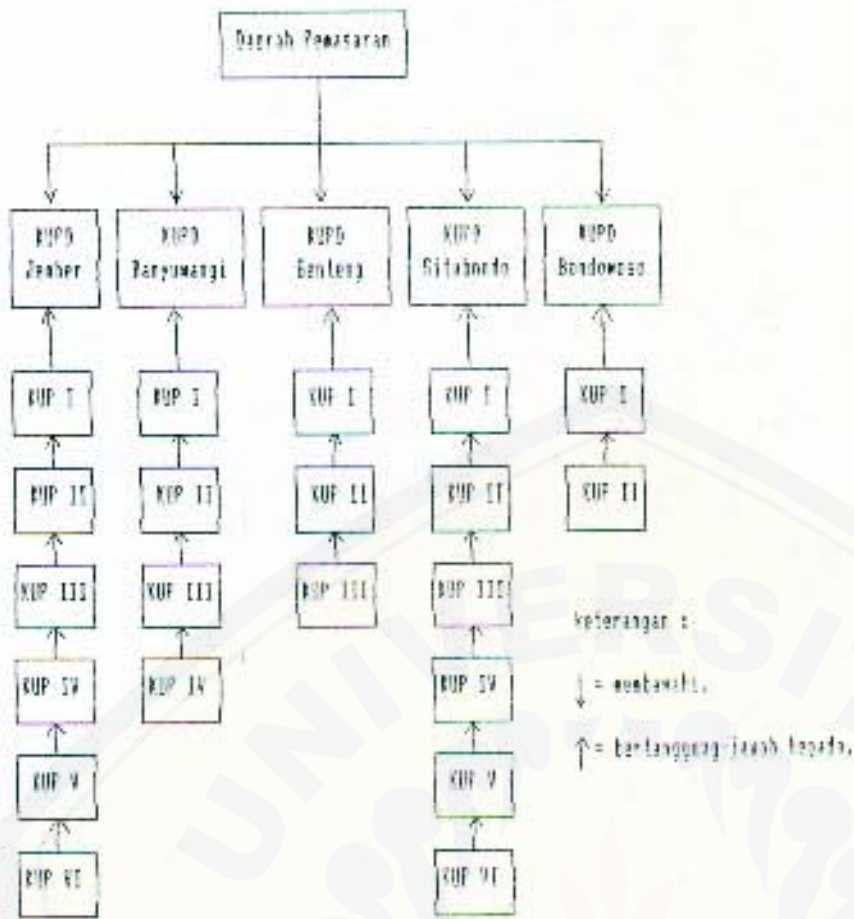 Daerah Pemasaran
KUPD
Jember
KUPD
Banyuwangi
KUPD
Genteng
KUPD
Situbondo
KUPD
Bondowoso
KUP I
KUP I
KUP I
KUP I
KUP I
KUP II
KUP II
KUP II
KUP II
KUP II
KUP III
KUP III
KUP III
KUP III
KUP IV
KUP IV
KUP IV
KUP V
KUP V
KUP VI
KUP VI
keterangan :
↓ = membawahi.
↑ = bertanggung-jawab kepada.
UNIVERSI